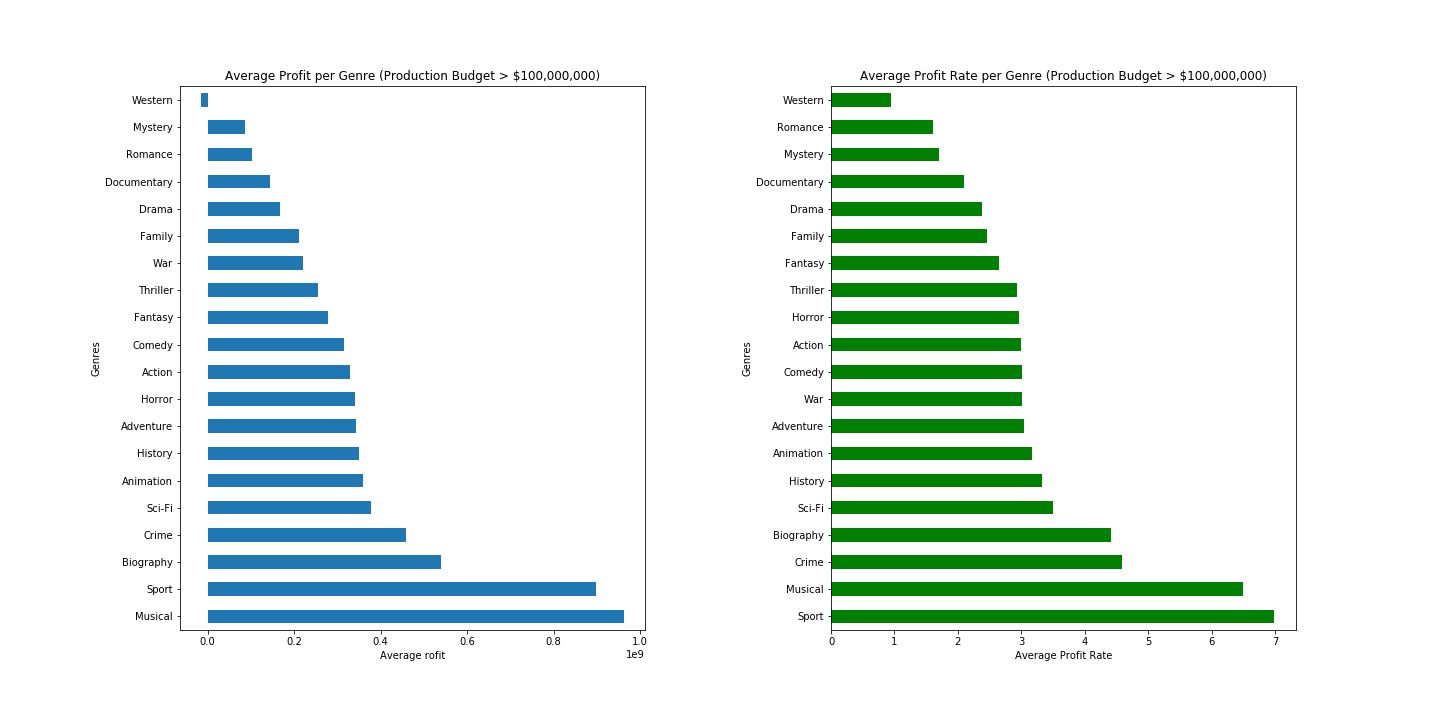 Average Profit per Genre (Production Budget > $100,000,000)
Western
Mystery
Romance
Documentary
Drama
Family
War
Thriller
Fantasy
Comedy
Action
Horror
Adventure
History
Animation
Sci-Fi
Crime
Biography
Sport
Musical
Genres
0.0 0.2 0.4 0.6 0.8 1.0
1e9
Average rofit
Average Profit Rate per Genre (Production Budget > $100,000,000)
Western
Romance
Mystery
Documentary
Drama
Family
Fantasy
Thriller
Horror
Action
Comedy
War
Adventure
Animation
History
Sci-Fi
Biography
Crime
Musical
Sport
Genres
0 1 2 3 4 5 6 7
Average Profit Rate